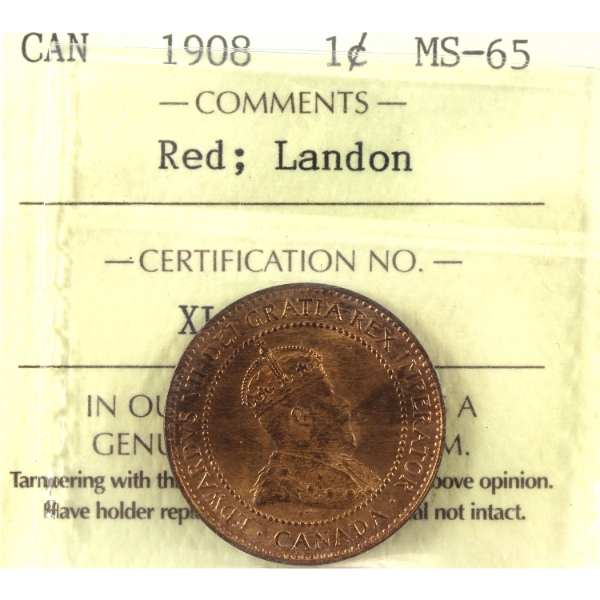 CAN 1908 1¢ MS-65
— COMMENTS —
Red; Landon
— CERTIFICATION NO. —
IN A
Tampering with ove opinion.
Have holder not intact.
EDWARDVS VII DEI GRATIA REX IMPERATOR
CANADA